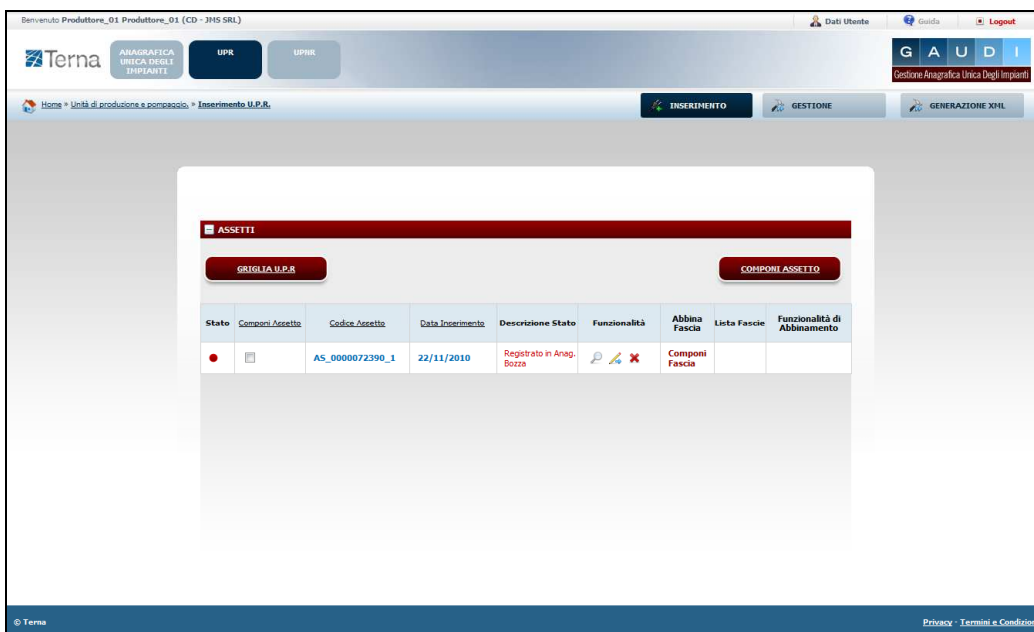 Benvenuto Produttore_01 Produttore_01 (CD - JMS SRL)
Dati Utente
Guida
Logout
Terna
ANAGRAFICA
UNICA DEGLI
IMPIANTI
UPR
UPNR
G A U D I
Gestione Anagrafica Unica Degli Impianti
Home » Unità di produzione e pompaggio. » Inserimento U.P.R.
INSERIMENTO
GESTIONE
GENERAZIONE XML
ASSETTI
GRIGLIA U.P.R
COMPONI ASSETTO
Stato Componi Assetto Codice Assetto Data Inserimento Descrizione Stato Funzionalità Abbina Fascia Lista Fascie Funzionalità di Abbinamento
AS_0000072390_1 22/11/2010 Registrato in Anag. Bozza Componi Fascia
© Terna
Privacy - Termini e Condizio